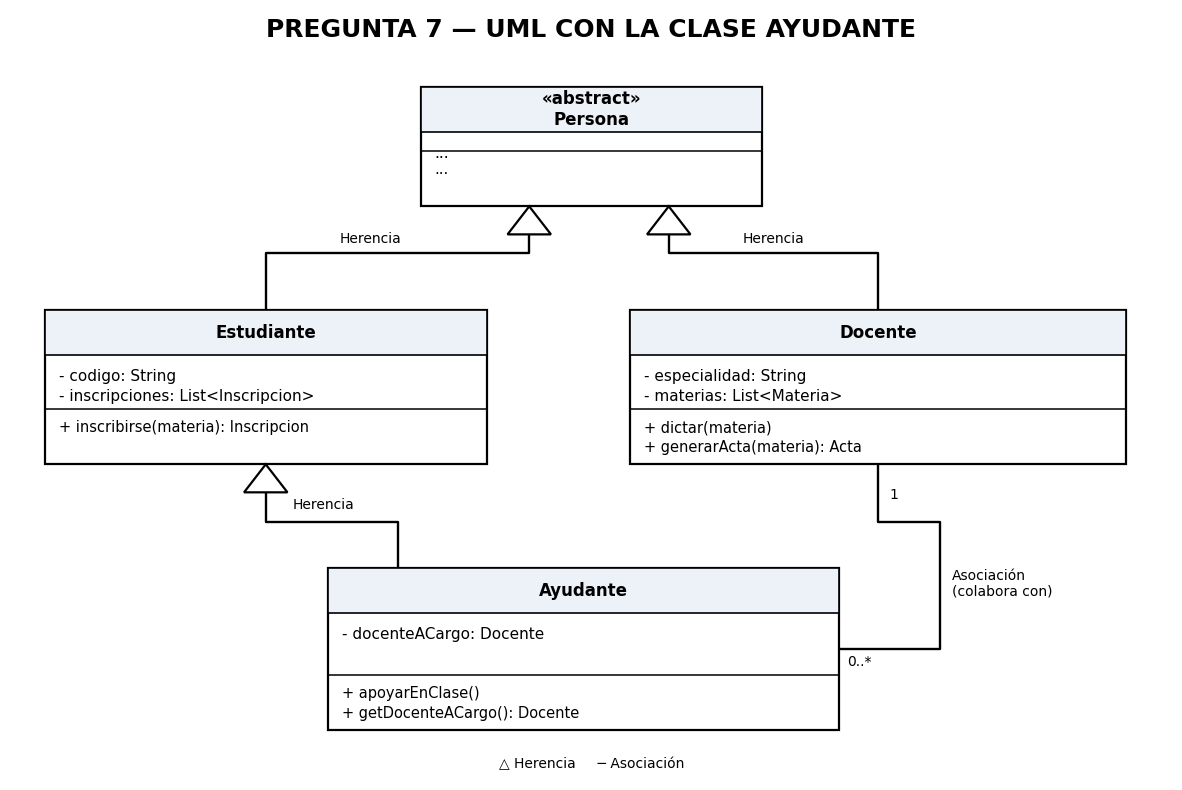 PREGUNTA 7 — UML CON LA CLASE AYUDANTE
«abstract»
Persona
...
...
Herencia
Herencia
Estudiante
- codigo: String
- inscripciones: List<Inscripcion>
+ inscribirse(materia): Inscripcion
Docente
- especialidad: String
- materias: List<Materia>
+ dictar(materia)
+ generarActa(materia): Acta
Herencia
1
Asociación
(colabora con)
Ayudante
- docenteACargo: Docente
+ apoyarEnClase()
+ getDocenteACargo(): Docente
0..*
△ Herencia — Asociación